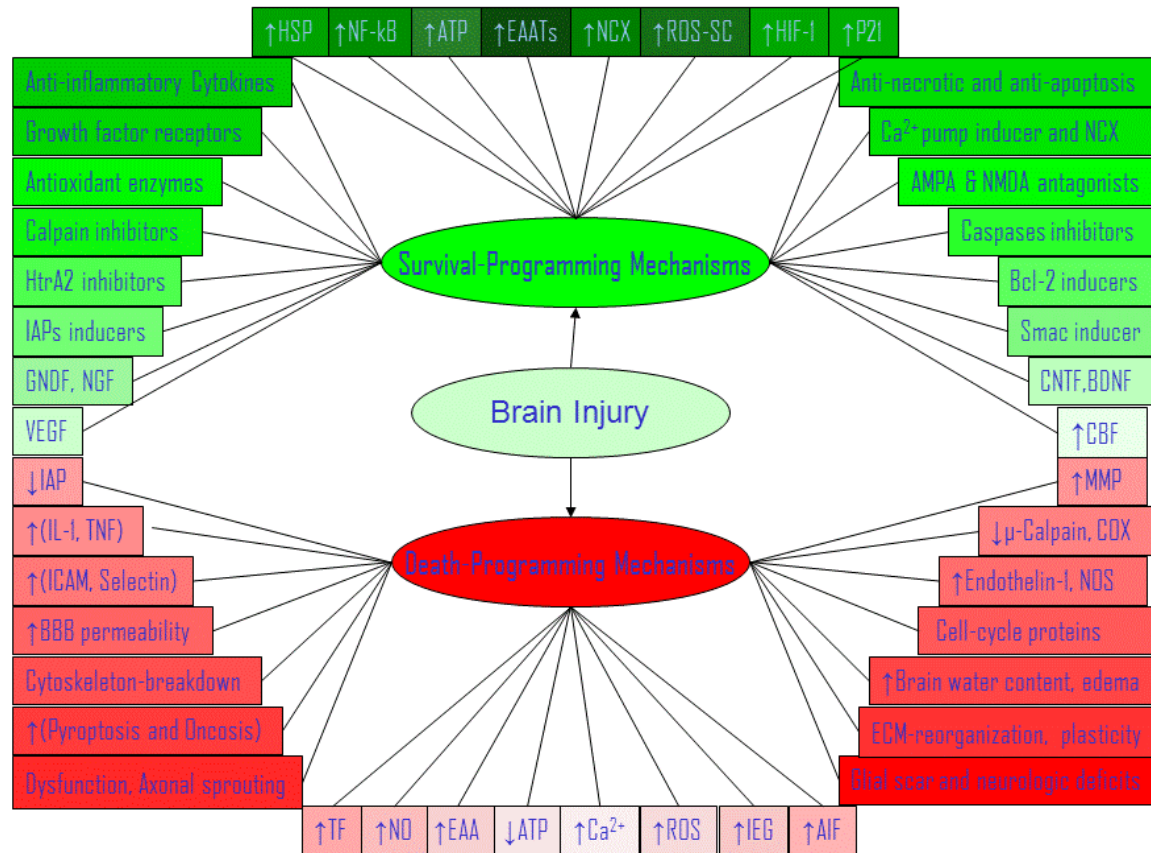 ↑HSP ↑NF-kB ↑ATP ↑EAATs ↑NCX ↑ROS-SC ↑HIF-1 ↑P21
Anti-inflammatory Cytokines
Growth factor receptors
Antioxidant enzymes
Calpain inhibitors
HtrA2 inhibitors
IAPs inducers
GNDF, NGF
VEGF
Anti-necrotic and anti-apoptosis
Ca²⁺ pump inducer and NCX
AMPA & NMDA antagonists
Caspases inhibitors
Bcl-2 inducers
Smac inducer
CNTF,BDNF
↑CBF
Survival-Programming Mechanisms
Brain Injury
Death-Programming Mechanisms
↓IAP
↑(IL-1, TNF)
↑(ICAM, Selectin)
↑BBB permeability
Cytoskeleton-breakdown
↑(Pyroptosis and Oncosis)
Dysfunction, Axonal sprouting
↑MMP
↓μ-Calpain, COX
↑Endothelin-1, NOS
Cell-cycle proteins
↑Brain water content, edema
ECM-reorganization, plasticity
Glial scar and neurologic deficits
↑TF ↑NO ↑EAA ↓ATP ↑Ca²⁺ ↑ROS ↑IEG ↑AIF